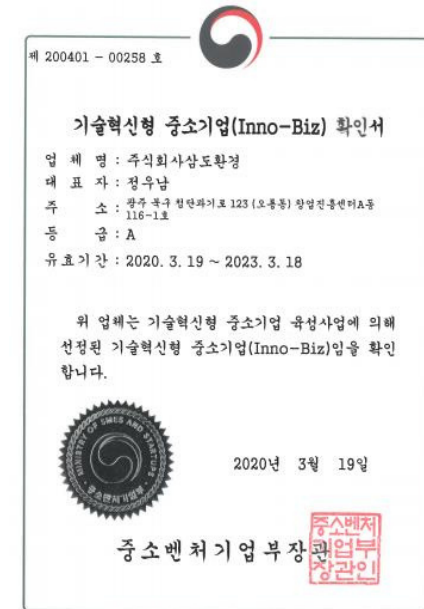 제 200401 - 00258 호
기술혁신형 중소기업(Inno-Biz) 확인서
업 체 명 : 주식회사삼도환경
대 표 자 : 정우남
주 소 : 광주 북구 첨단과기로 123 (오룡동) 창업진흥센터A동
116-1호
등 급 : A
유효기간 : 2020. 3. 19 ~ 2023. 3. 18
위 업체는 기술혁신형 중소기업 육성사업에 의해
선정된 기술혁신형 중소기업(Inno-Biz)임을 확인
합니다.
MINISTRY OF SMES AND STARTUPS
중소벤처기업부
2020년 3월 19일
중소벤처기업부장관
중소벤처
기업부
장관인